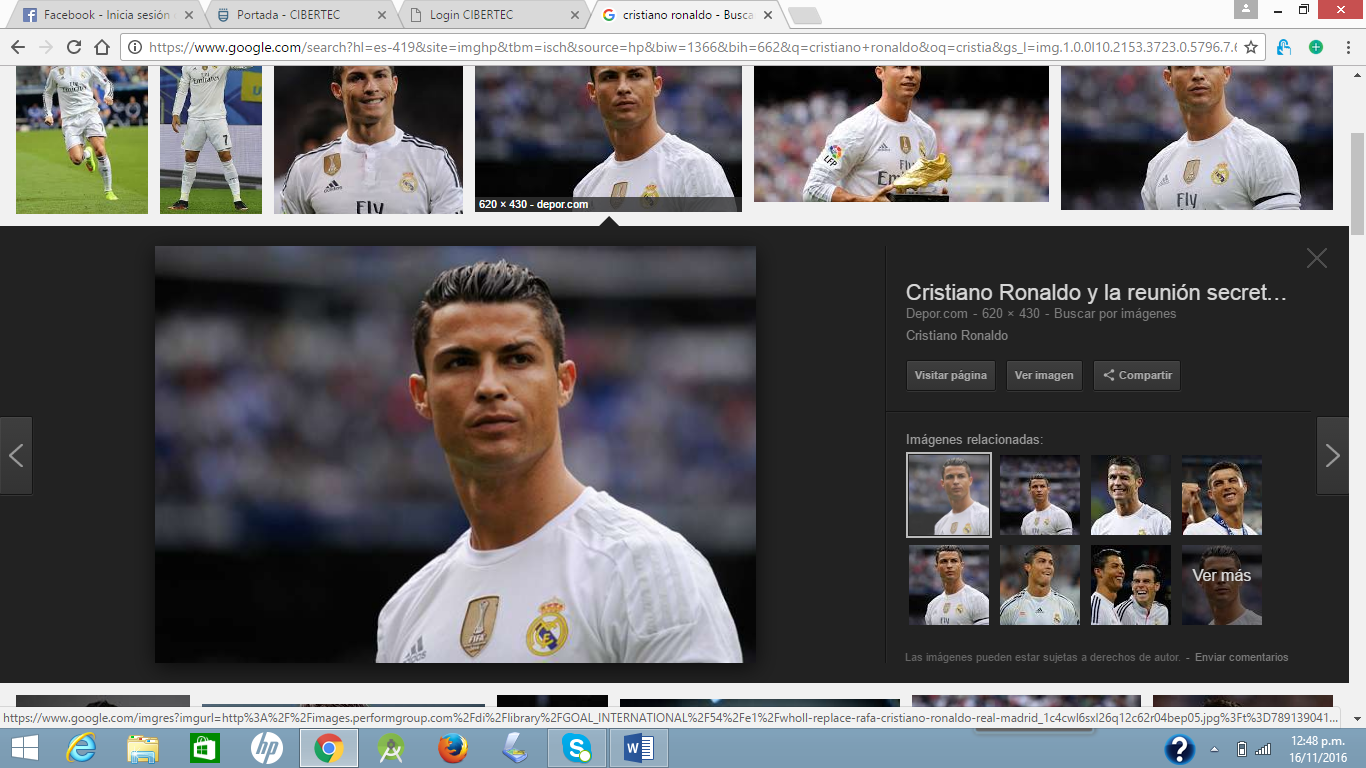 Facebook - Inicia sesión
Portada - CIBERTEC
Login CIBERTEC
cristiano ronaldo - Busca
https://www.google.com/search?hl=es-419&site=imghp&tbm=isch&source=hp&biw=1366&bih=662&q=cristiano+ronaldo&oq=cristia&gs_l=img.1.0.0l10.2153.3723.0.5796.7.6
Emirates
7
Fly
620 × 430 - depor.com
LFP
Cristiano Ronaldo y la reunión secret…
Depor.com - 620 × 430 - Buscar por imágenes
Cristiano Ronaldo
Visitar página
Ver imagen
Compartir
Imágenes relacionadas:
Ver más
FIFA
Las imágenes pueden estar sujetas a derechos de autor. - Enviar comentarios
https://www.google.com/imgres?imgurl=http%3A%2F%2Fimages.performgroup.com%2Fdi%2Flibrary%2FGOAL_INTERNATIONAL%2F54%2Fe1%2Fwholl-replace-rafa-cristiano-ronaldo-real-madrid_1c4cwl6sxl26q12c62r04bep05.jpg%3Ft%3D789139041...
hp
12:48 p.m.
16/11/2016